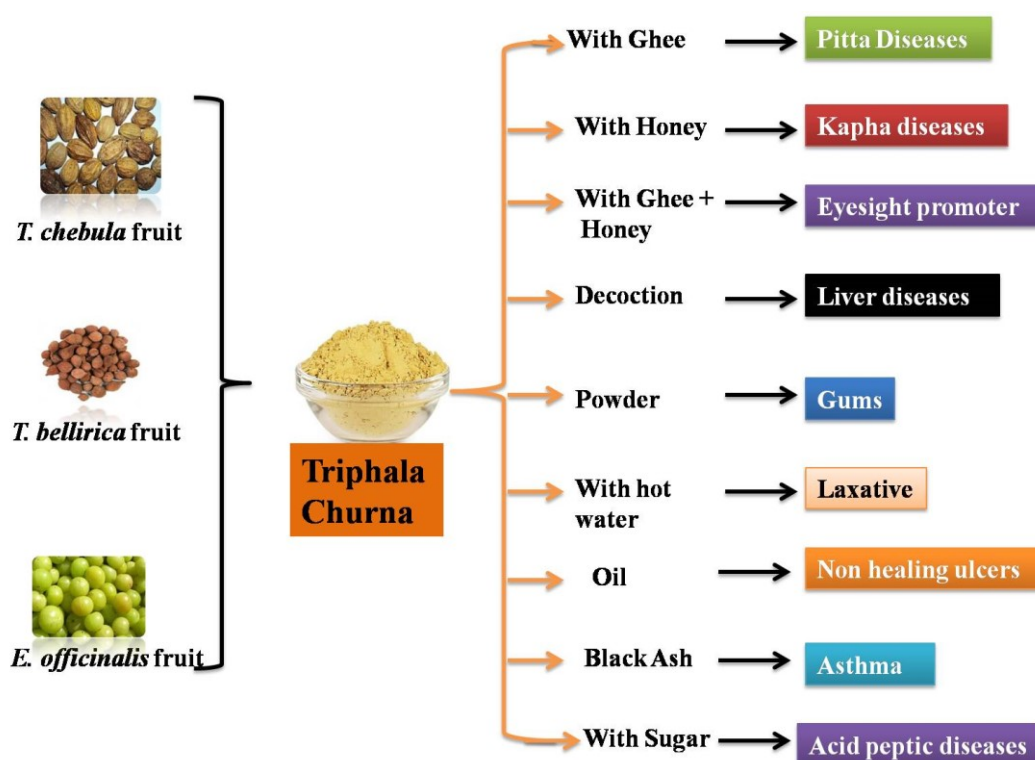 T. chebula fruit
T. bellirica fruit
E. officinalis fruit
Triphala
Churna
With Ghee
Pitta Diseases
With Honey
Kapha diseases
With Ghee +
Honey
Eyesight promoter
Decoction
Liver diseases
Powder
Gums
With hot
water
Laxative
Oil
Non healing ulcers
Black Ash
Asthma
With Sugar
Acid peptic diseases